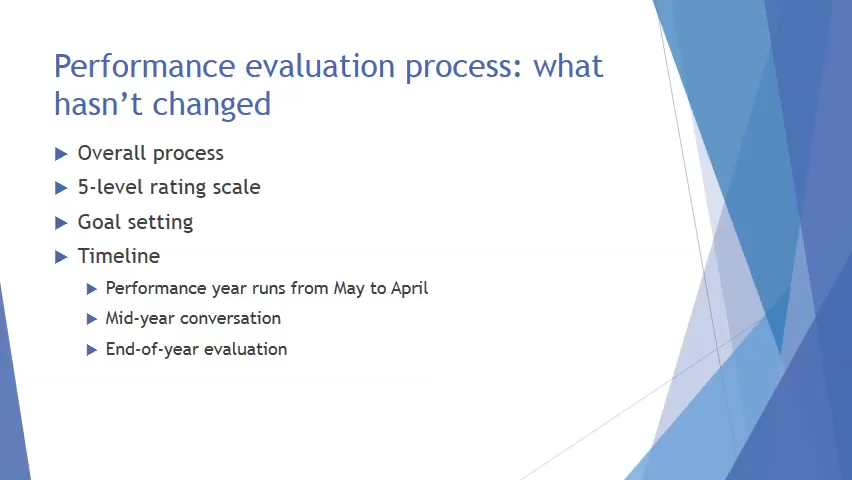 Performance evaluation process: what
hasn’t changed
Overall process
5-level rating scale
Goal setting
Timeline
Performance year runs from May to April
Mid-year conversation
End-of-year evaluation